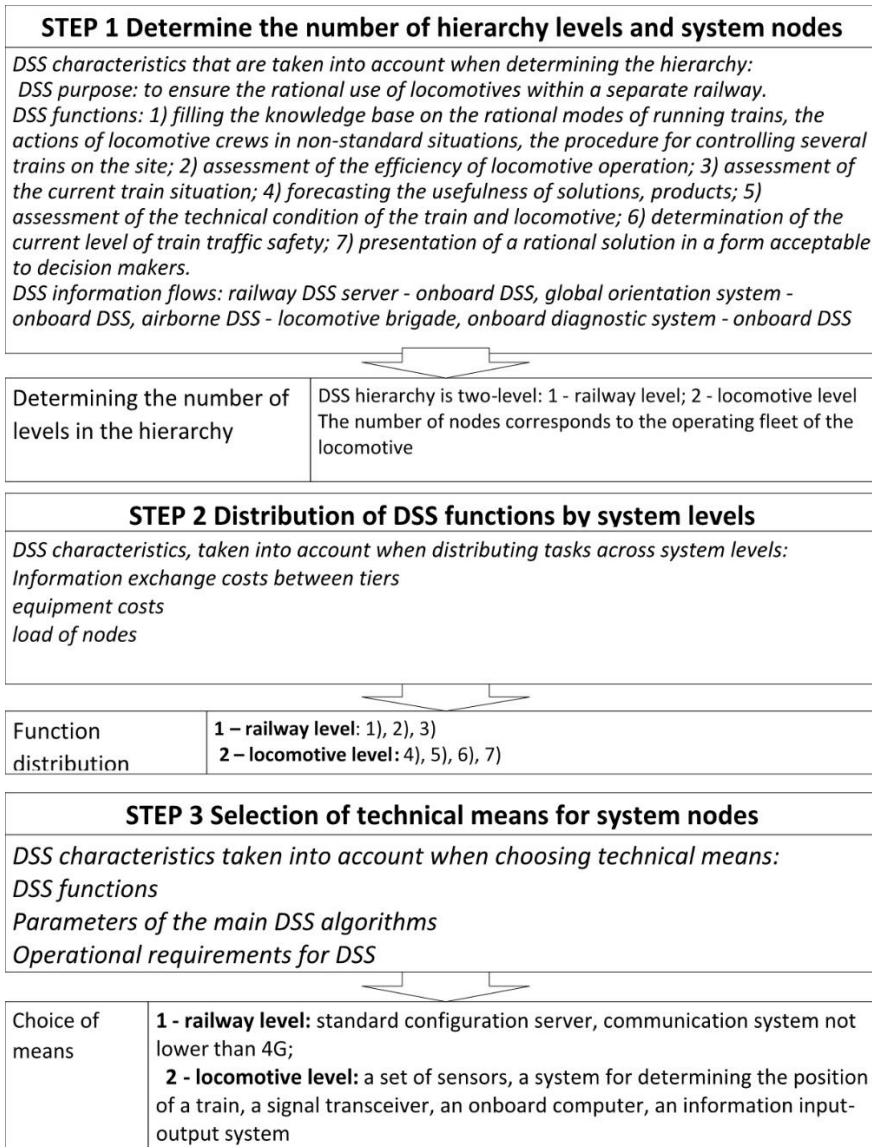 STEP 1 Determine the number of hierarchy levels and system nodes
DSS characteristics that are taken into account when determining the hierarchy:
DSS purpose: to ensure the rational use of locomotives within a separate railway.
DSS functions: 1) filling the knowledge base on the rational modes of running trains, the
actions of locomotive crews in non-standard situations, the procedure for controlling several
trains on the site; 2) assessment of the efficiency of locomotive operation; 3) assessment of
the current train situation; 4) forecasting the usefulness of solutions, products; 5)
assessment of the technical condition of the train and locomotive; 6) determination of the
current level of train traffic safety; 7) presentation of a rational solution in a form acceptable
to decision makers.
DSS information flows: railway DSS server - onboard DSS, global orientation system -
onboard DSS, airborne DSS - locomotive brigade, onboard diagnostic system - onboard DSS
Determining the number of
levels in the hierarchy
DSS hierarchy is two-level: 1 - railway level; 2 - locomotive level
The number of nodes corresponds to the operating fleet of the
locomotive
STEP 2 Distribution of DSS functions by system levels
DSS characteristics, taken into account when distributing tasks across system levels:
Information exchange costs between tiers
equipment costs
load of nodes
Function
distribution
1 – railway level: 1), 2), 3)
2 – locomotive level: 4), 5), 6), 7)
STEP 3 Selection of technical means for system nodes
DSS characteristics taken into account when choosing technical means:
DSS functions
Parameters of the main DSS algorithms
Operational requirements for DSS
Choice of
means
1 - railway level: standard configuration server, communication system not
lower than 4G;
2 - locomotive level: a set of sensors, a system for determining the position
of a train, a signal transceiver, an onboard computer, an information input-
output system